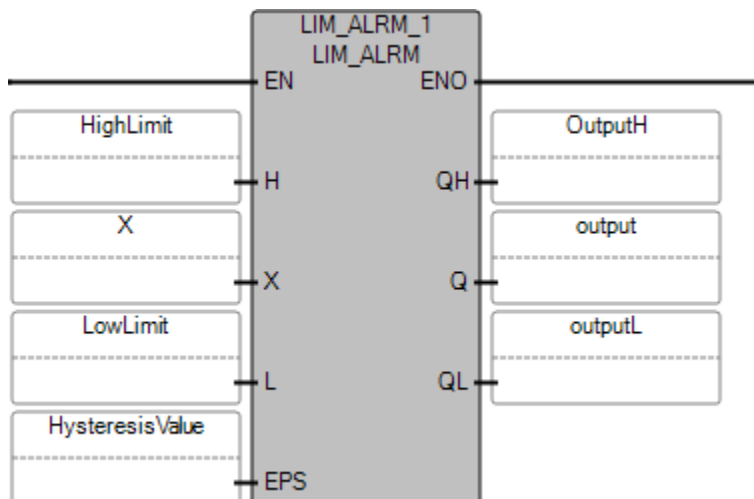 LIM_ALRM_1
LIM_ALRM
EN ENO
HighLimit OutputH
H QH
X output
X Q
LowLimit outputL
L QL
HysteresisValue
EPS